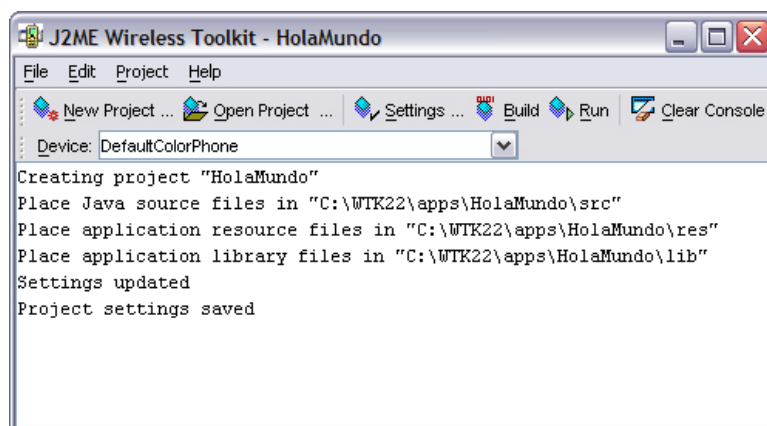 J2ME Wireless Toolkit - HolaMundo
File Edit Project Help
New Project ... Open Project ... Settings ... Build Run Clear Console
Device: DefaultColorPhone
Creating project "HolaMundo"
Place Java source files in "C:\WTK22\apps\HolaMundo\src"
Place application resource files in "C:\WTK22\apps\HolaMundo\res"
Place application library files in "C:\WTK22\apps\HolaMundo\lib"
Settings updated
Project settings saved